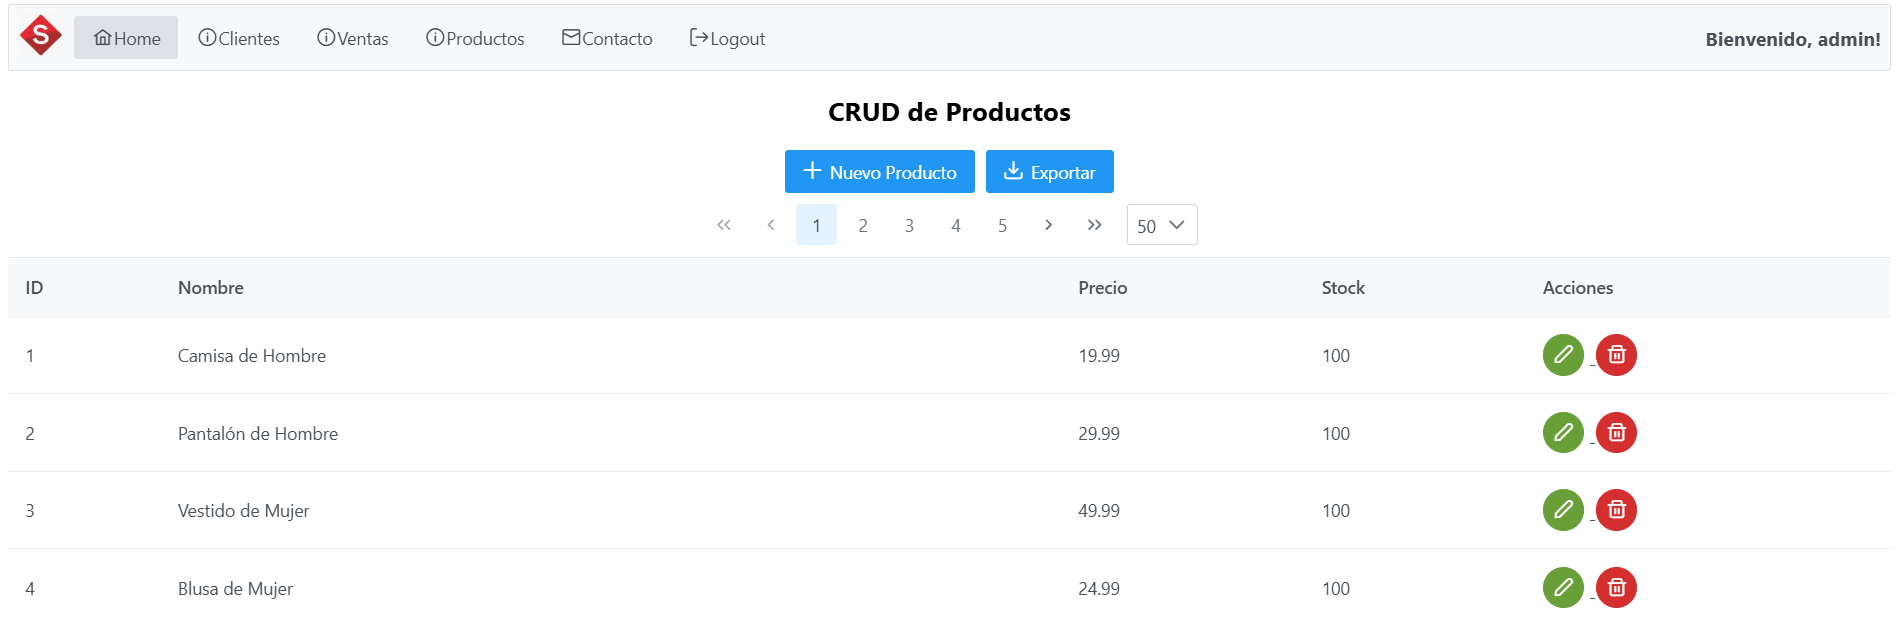 S Home Clientes Ventas Productos Contacto Logout Bienvenido, admin!
CRUD de Productos
Nuevo Producto Exportar
1 2 3 4 5 50
ID Nombre Precio Stock Acciones
1 Camisa de Hombre 19.99 100
2 Pantalón de Hombre 29.99 100
3 Vestido de Mujer 49.99 100
4 Blusa de Mujer 24.99 100